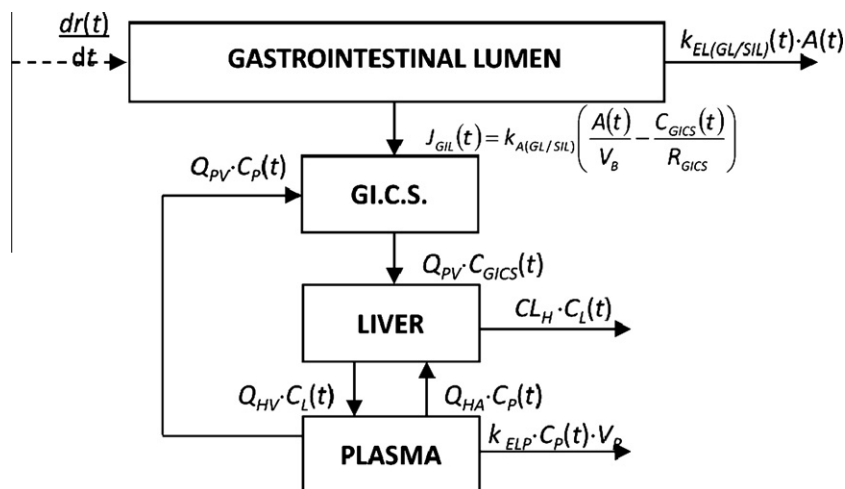 dr(t)
dt
GASTROINTESTINAL LUMEN
k_EL(GL/SIL)(t)·A(t)
J_GIL(t) = k_A(GL/SIL)(A(t)/V_B − C_GICS(t)/R_GICS)
Q_PV·C_P(t)
GI.C.S.
Q_PV·C_GICS(t)
LIVER
CL_H·C_L(t)
Q_HV·C_L(t)
Q_HA·C_P(t)
PLASMA
k_ELP·C_P(t)·V_P